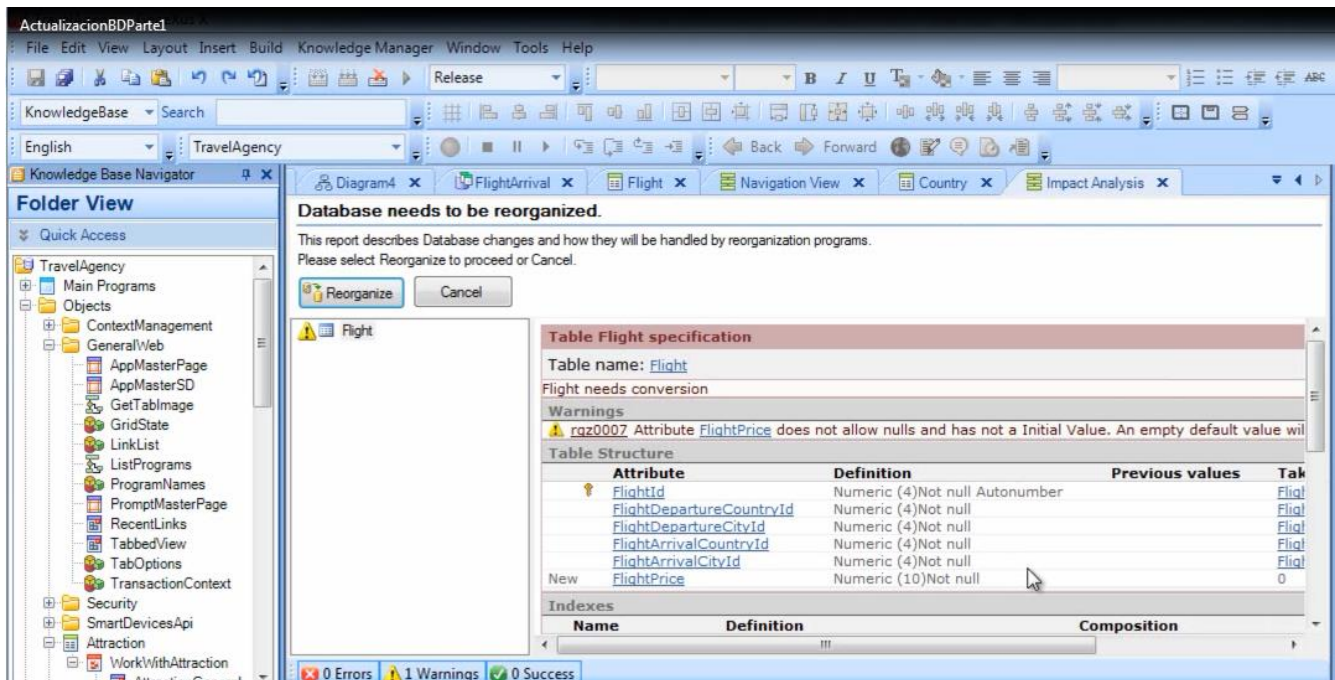 ActualizacionBDParte1
File Edit View Layout Insert Build Knowledge Manager Window Tools Help
Release B I U ABC
KnowledgeBase Search
English TravelAgency Back Forward
Knowledge Base Navigator
Diagram4 FlightArrival Flight Navigation View Country Impact Analysis
Folder View
Database needs to be reorganized.
Quick Access
This report describes Database changes and how they will be handled by reorganization programs.
Please select Reorganize to proceed or Cancel.
Reorganize Cancel
TravelAgency
Main Programs
Objects
ContextManagement
GeneralWeb
AppMasterPage
AppMasterSD
GetTabImage
GridState
LinkList
ListPrograms
ProgramNames
PromptMasterPage
RecentLinks
TabbedView
TabOptions
TransactionContext
Security
SmartDevicesApi
Attraction
WorkWithAttraction
Flight
Table Flight specification
Table name: Flight
Flight needs conversion
Warnings
rgz0007 Attribute FlightPrice does not allow nulls and has not a Initial Value. An empty default value wil
Table Structure
Attribute Definition Previous values Tak
FlightId Numeric (4)Not null Autonumber Fligh
FlightDepartureCountryId Numeric (4)Not null Fligh
FlightDepartureCityId Numeric (4)Not null Fligh
FlightArrivalCountryId Numeric (4)Not null Fligh
FlightArrivalCityId Numeric (4)Not null Fligh
New FlightPrice Numeric (10)Not null 0
Indexes
Name Definition Composition
0 Errors 1 Warnings 0 Success